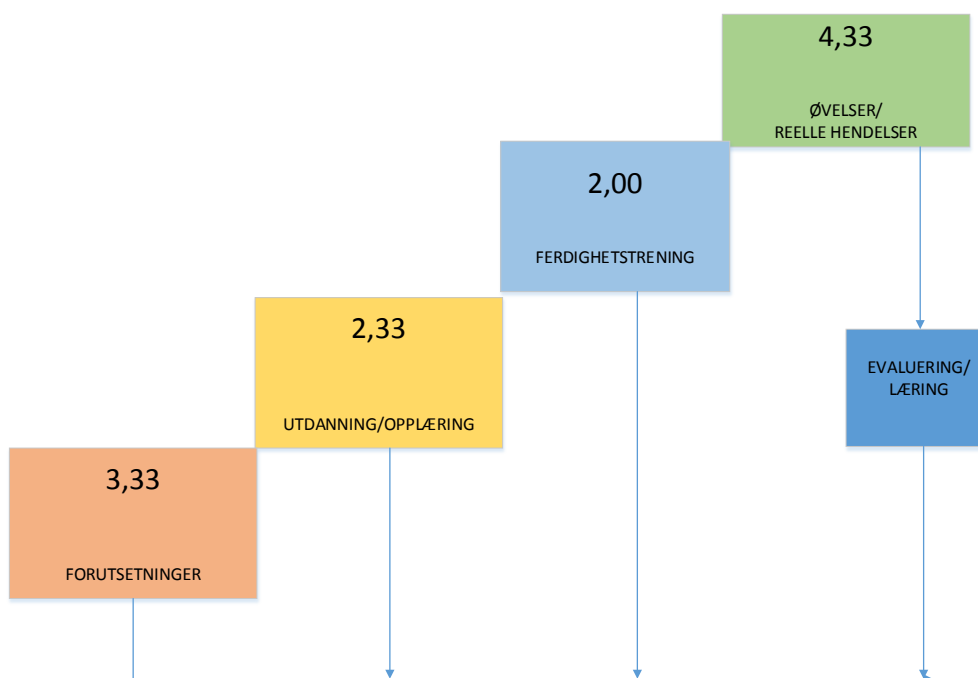 4,33
ØVELSER/
REELLE HENDELSER
2,00
FERDIGHETSTRENING
2,33
UTDANNING/OPPLÆRING
EVALUERING/
LÆRING
3,33
FORUTSETNINGER